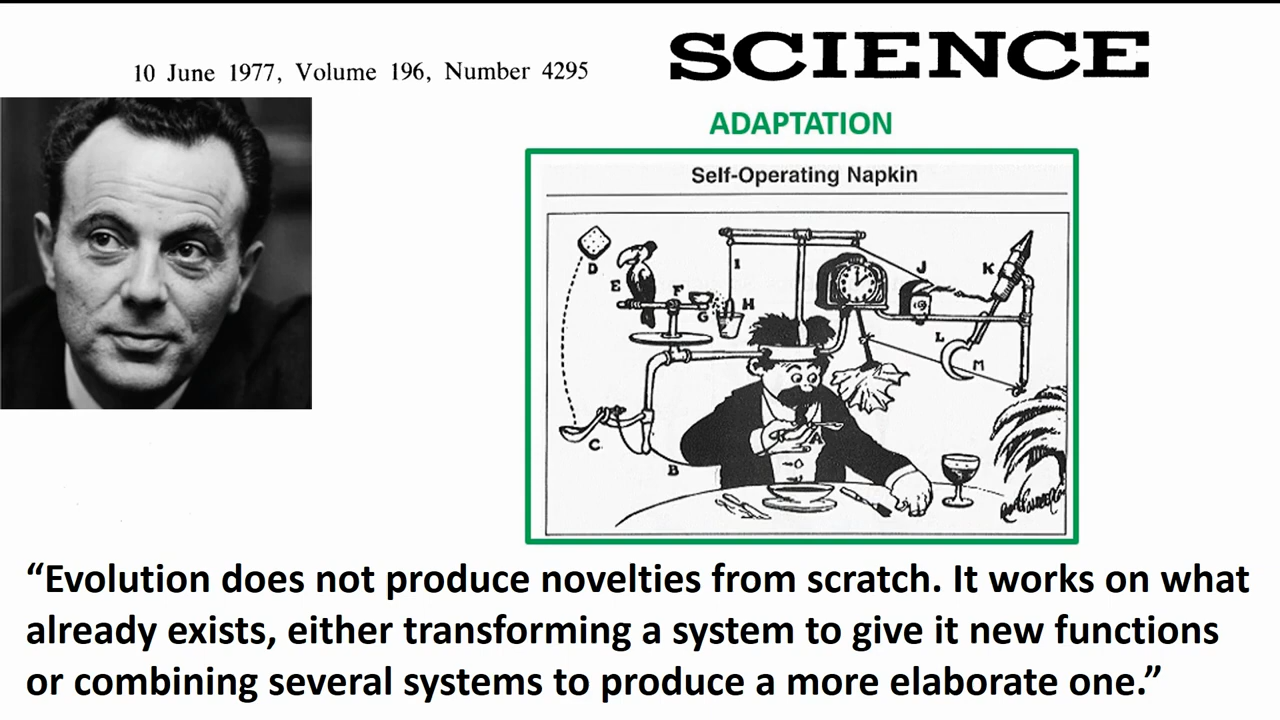 10 June 1977, Volume 196, Number 4295
SCIENCE
ADAPTATION
Self-Operating Napkin
D
E
F
G
H
I
J
K
L
M
C
B
A
“Evolution does not produce novelties from scratch. It works on what
already exists, either transforming a system to give it new functions
or combining several systems to produce a more elaborate one.”